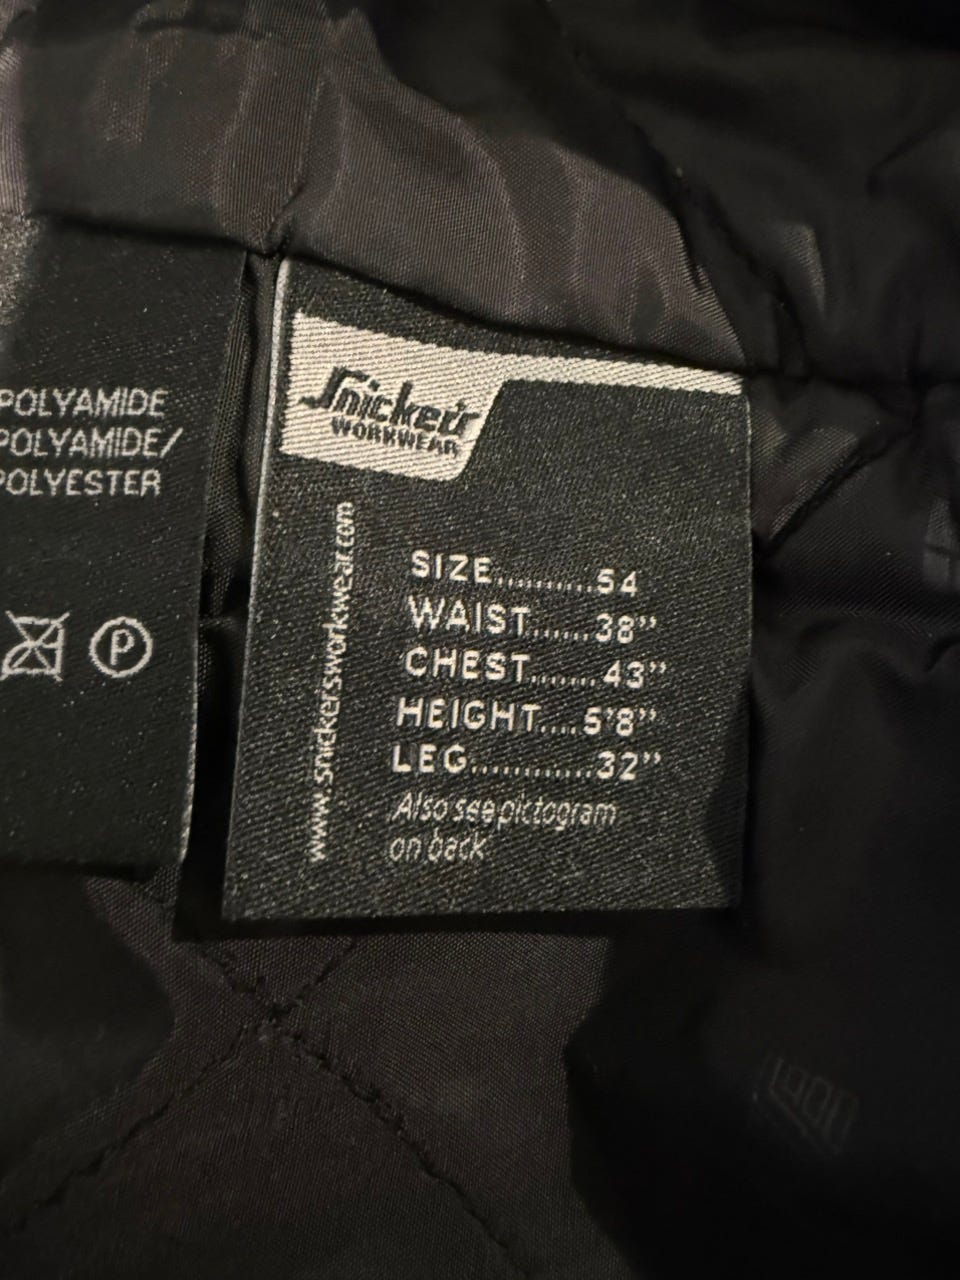 POLYAMIDE
POLYAMIDE/
POLYESTER
P
Snickers
WORKWEAR
www.snickersworkwear.com
SIZE..........54
WAIST.......38”
CHEST.......43”
HEIGHT....5'8”
LEG.............32”
Also see pictogram
on back